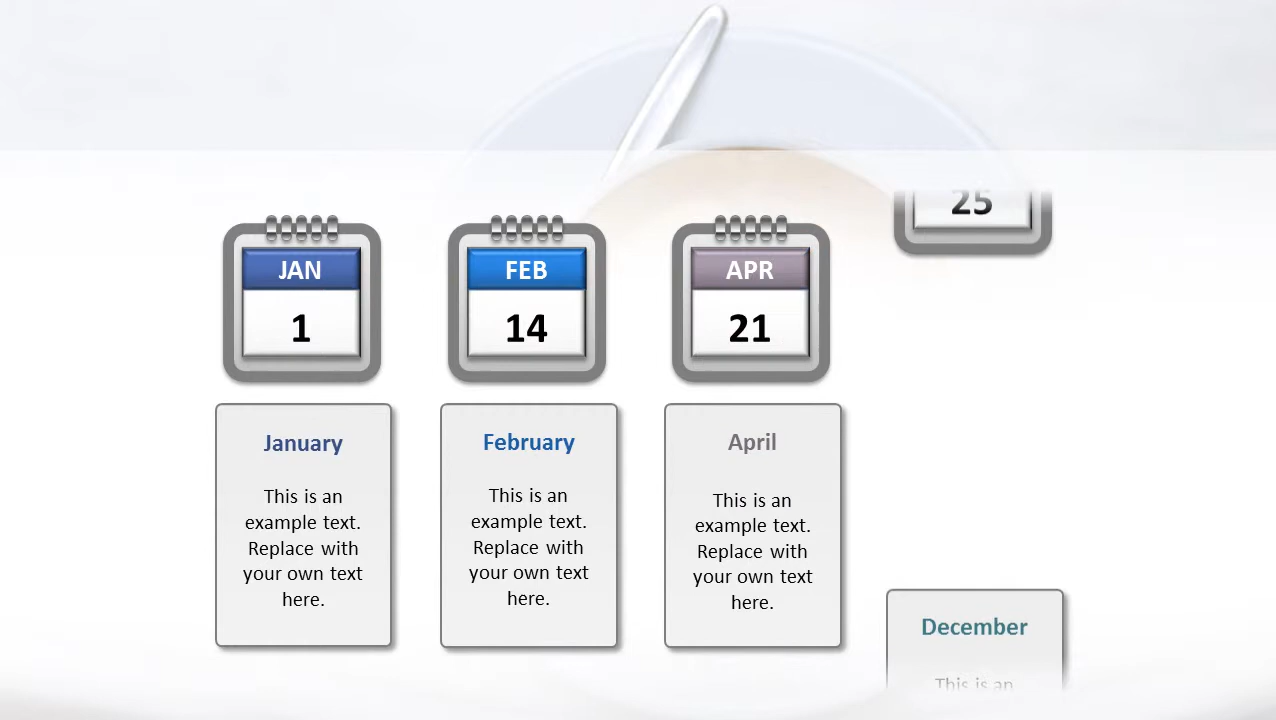 25
JAN
1
FEB
14
APR
21
January
This is an
example text.
Replace with
your own text
here.
February
This is an
example text.
Replace with
your own text
here.
April
This is an
example text.
Replace with
your own text
here.
December
This is an